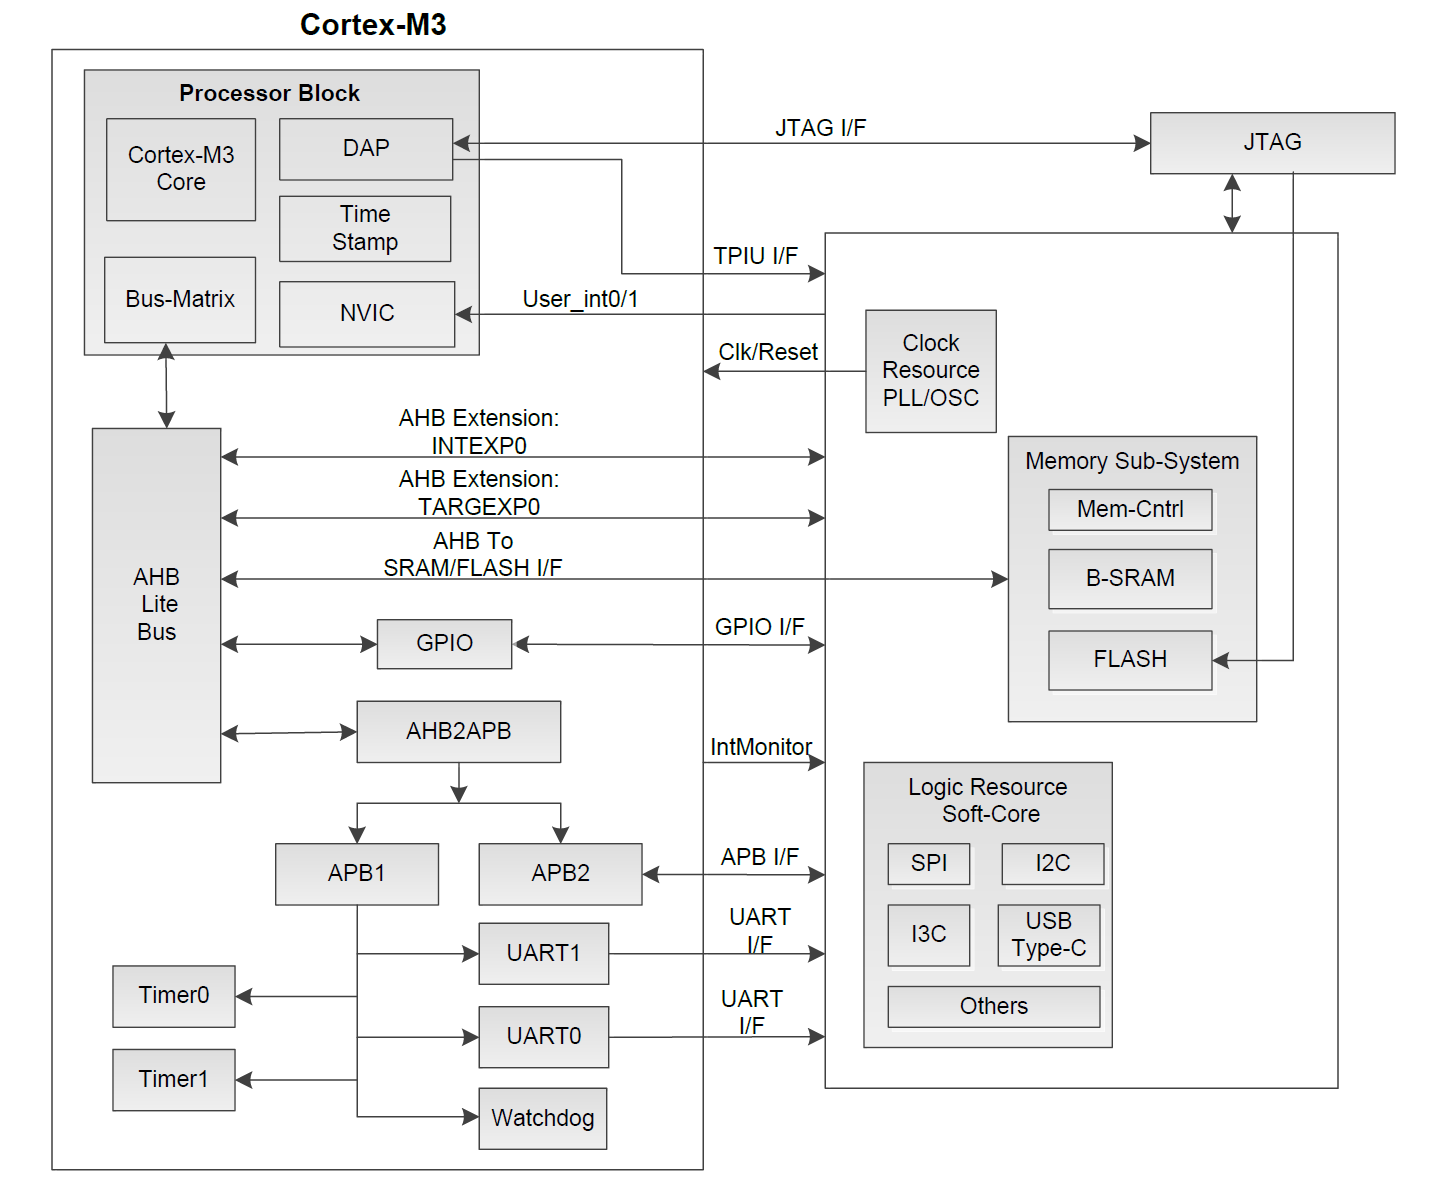 Cortex-M3
Processor Block
Cortex-M3
Core
DAP
Time
Stamp
Bus-Matrix
NVIC
JTAG I/F
JTAG
TPIU I/F
User_int0/1
Clk/Reset
Clock
Resource
PLL/OSC
AHB Extension:
INTEXP0
AHB Extension:
TARGEXP0
AHB To
SRAM/FLASH I/F
AHB
Lite
Bus
GPIO
GPIO I/F
Memory Sub-System
Mem-Cntrl
B-SRAM
FLASH
AHB2APB
IntMonitor
APB1
APB2
APB I/F
UART1
UART
I/F
UART0
UART
I/F
Timer0
Timer1
Watchdog
Logic Resource
Soft-Core
SPI
I2C
I3C
USB
Type-C
Others